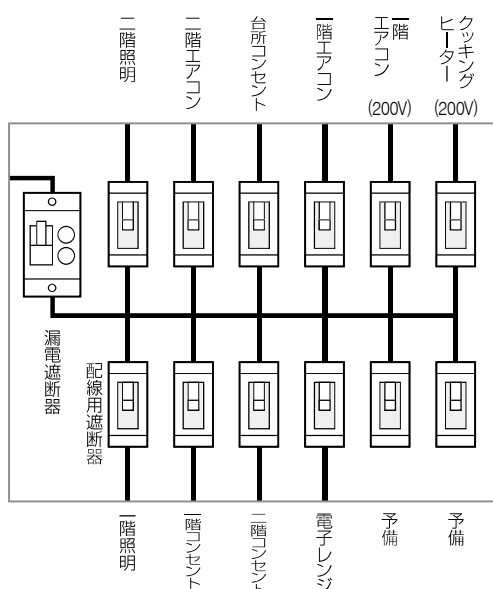 二階照明
二階エアコン
台所コンセント
一階エアコン
一階
エアコン
(200V)
クッキング
ヒーター
(200V)
漏電遮断器
配線用遮断器
一階照明
一階コンセント
二階コンセント
電子レンジ
予備
予備